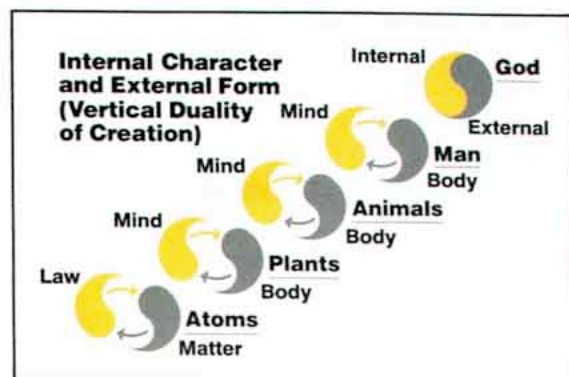 Internal Character
and External Form
(Vertical Duality
of Creation)
Internal
God
External
Mind
Man
Body
Mind
Animals
Body
Mind
Plants
Body
Law
Atoms
Matter